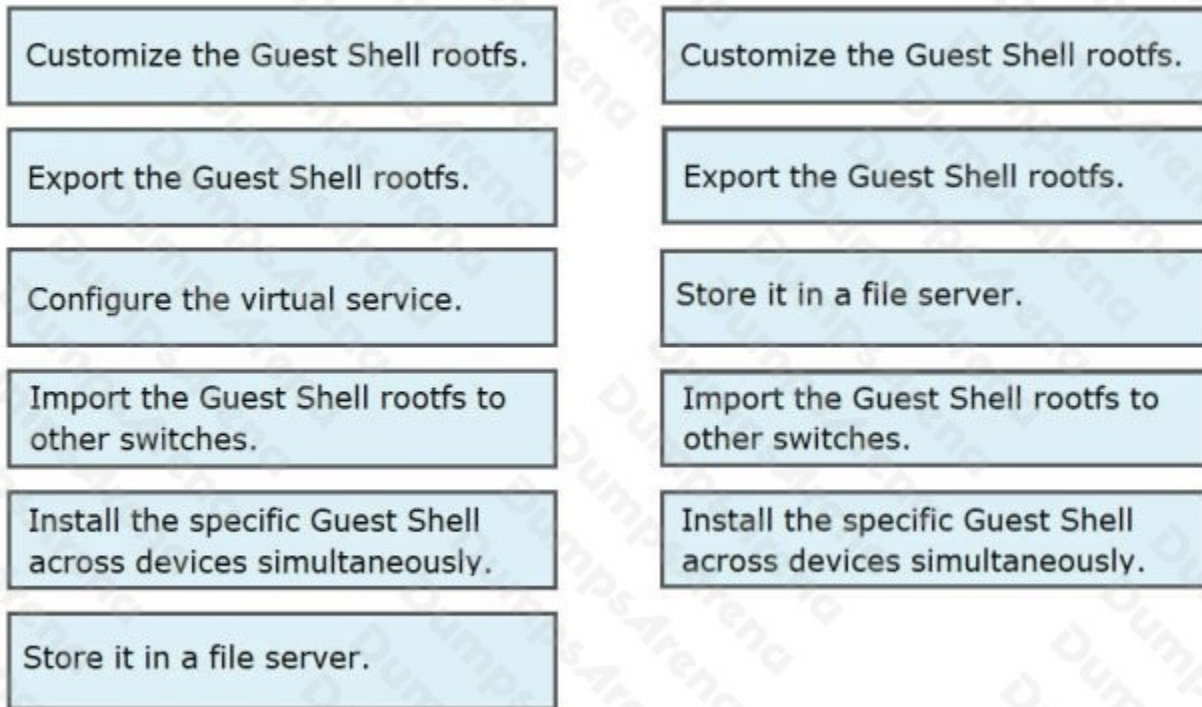 Customize the Guest Shell rootfs.
Export the Guest Shell rootfs.
Configure the virtual service.
Import the Guest Shell rootfs to
other switches.
Install the specific Guest Shell
across devices simultaneously.
Store it in a file server.
Customize the Guest Shell rootfs.
Export the Guest Shell rootfs.
Store it in a file server.
Import the Guest Shell rootfs to
other switches.
Install the specific Guest Shell
across devices simultaneously.
DumpsArena